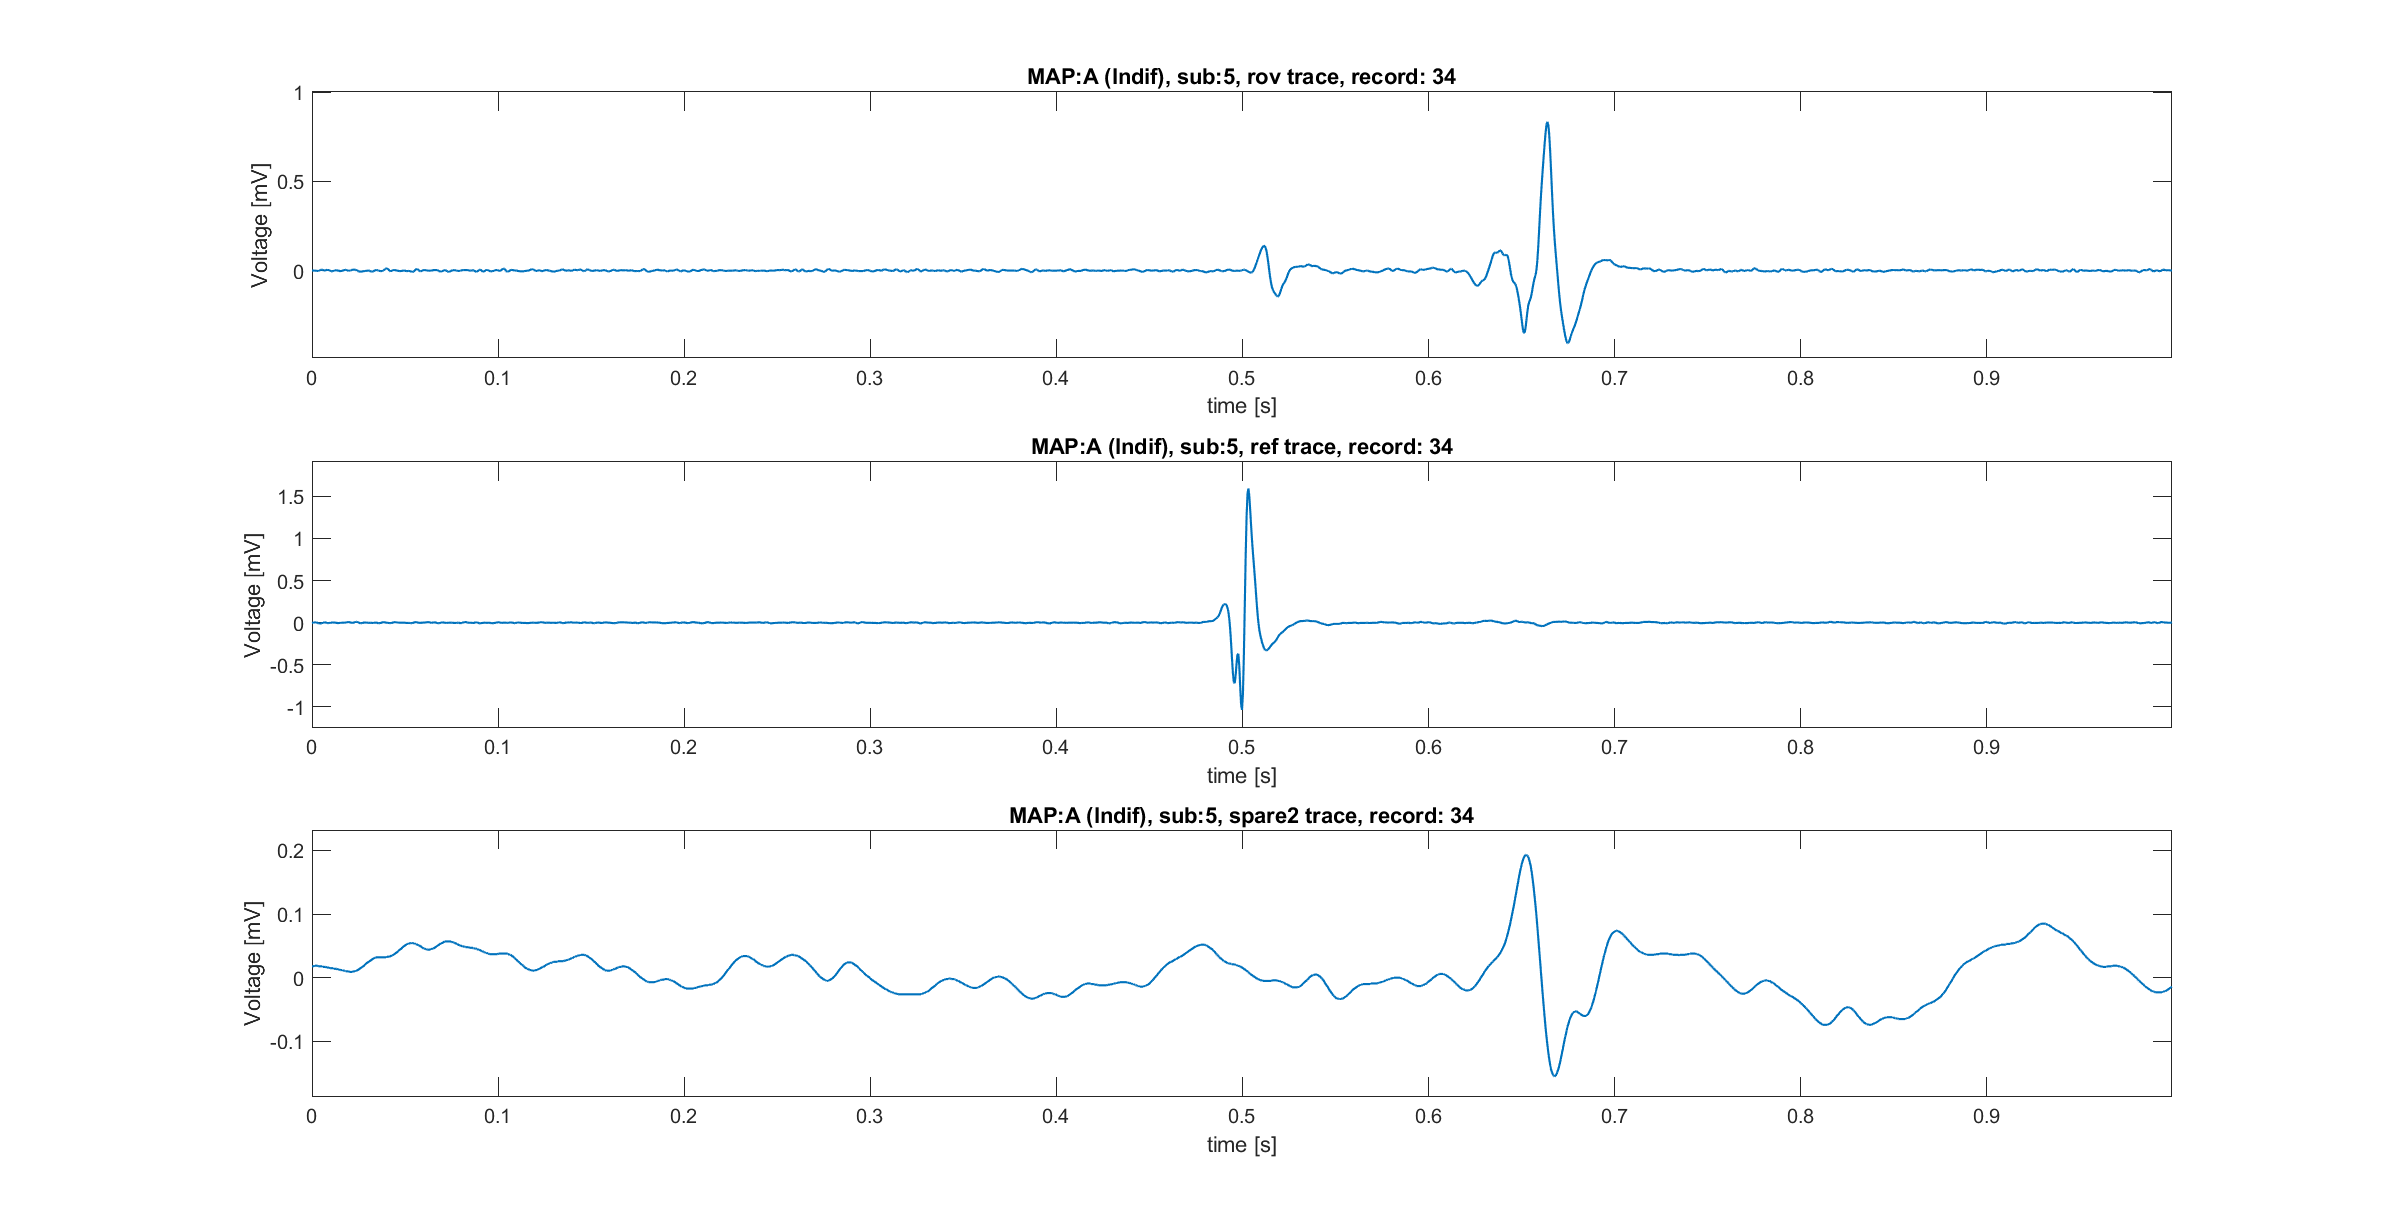 MAP:A (Indif), sub:5, rov trace, record: 34
1
0.5
0
Voltage [mV]
0 0.1 0.2 0.3 0.4 0.5 0.6 0.7 0.8 0.9
time [s]
MAP:A (Indif), sub:5, ref trace, record: 34
1.5
1
0.5
0
-0.5
-1
Voltage [mV]
0 0.1 0.2 0.3 0.4 0.5 0.6 0.7 0.8 0.9
time [s]
MAP:A (Indif), sub:5, spare2 trace, record: 34
0.2
0.1
0
-0.1
Voltage [mV]
0 0.1 0.2 0.3 0.4 0.5 0.6 0.7 0.8 0.9
time [s]